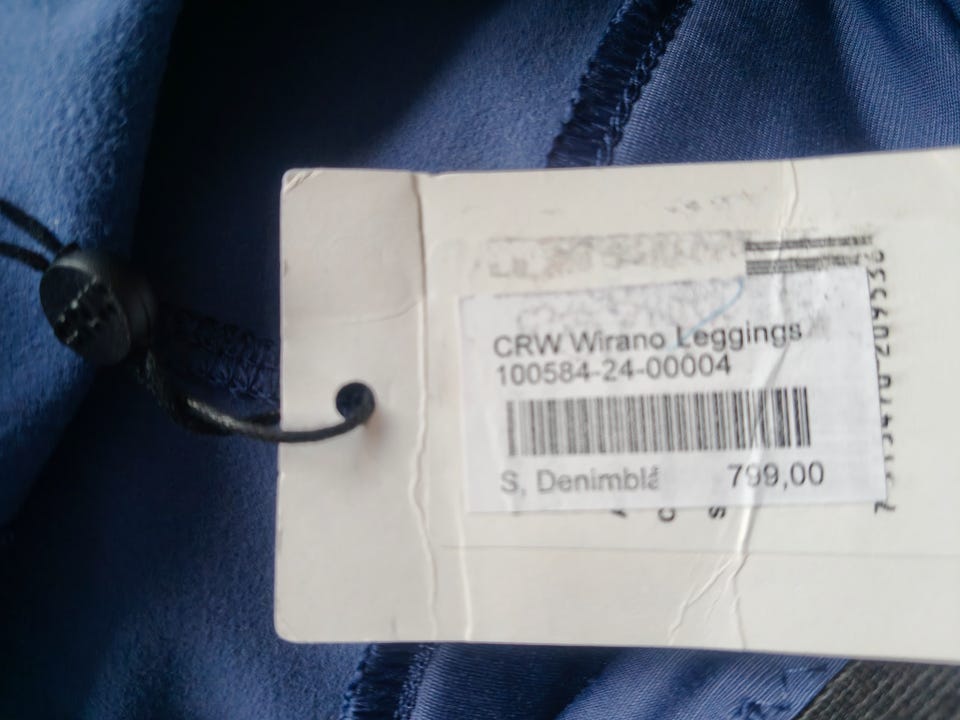 CRW Wirano Leggings
100584-24-00004
S, Denimblå
799,00